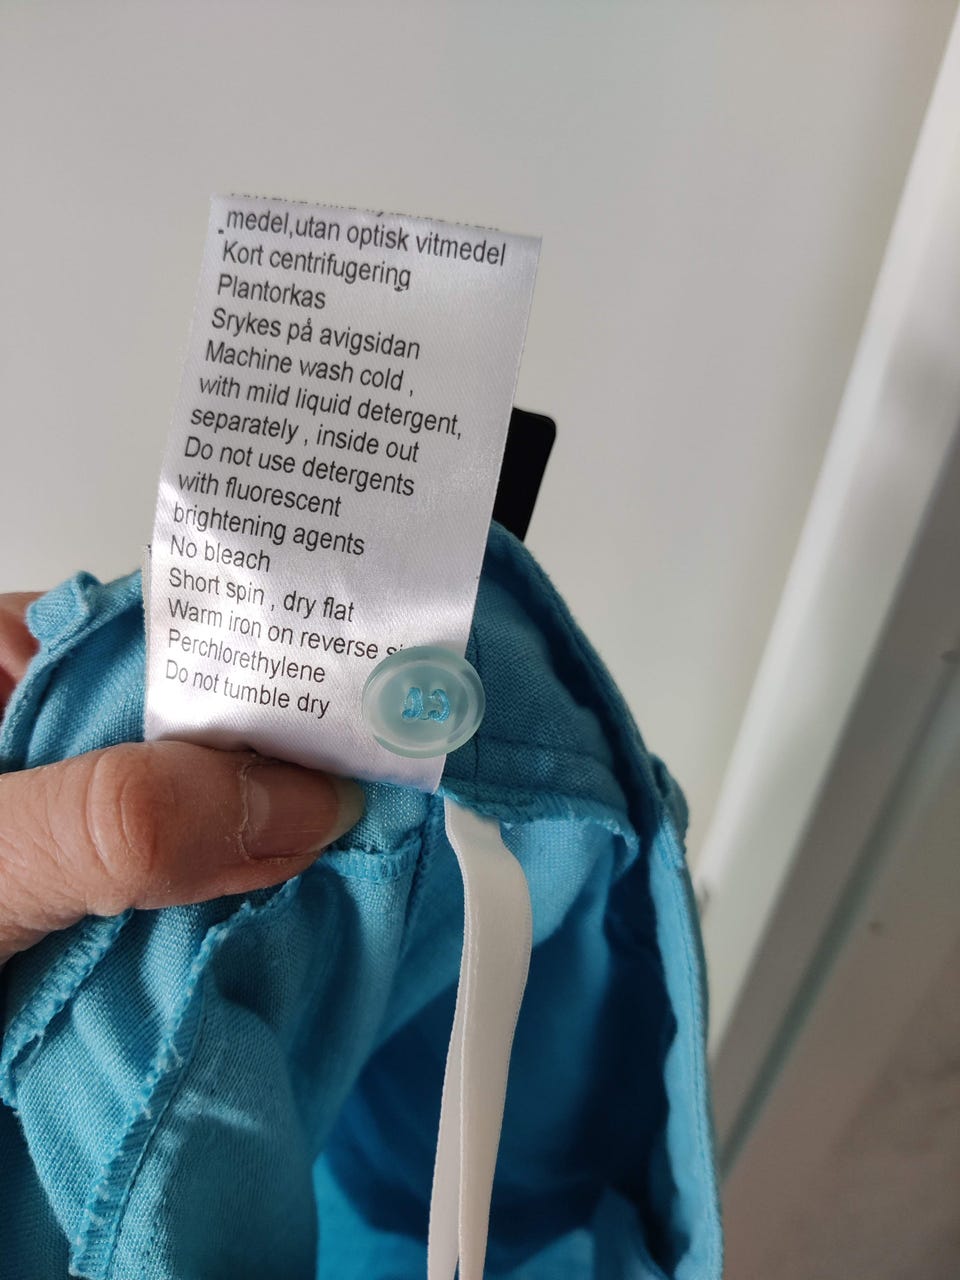 medel,utan optisk vitmedel
Kort centrifugering
Plantorkas
Srykes på avigsidan
Machine wash cold ,
with mild liquid detergent,
separately , inside out
Do not use detergents
with fluorescent
brightening agents
No bleach
Short spin , dry flat
Warm iron on reverse
Perchlorethylene
Do not tumble dry